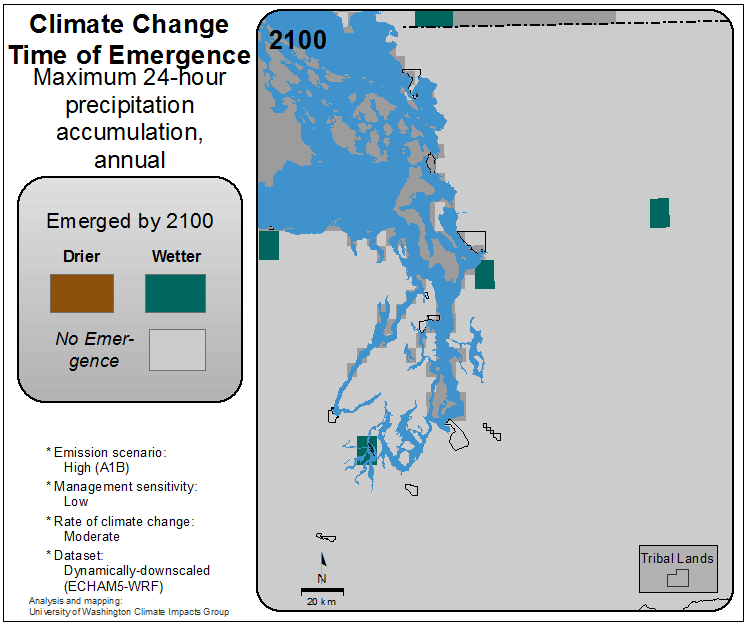 Climate Change
Time of Emergence
Maximum 24-hour
precipitation
accumulation,
annual
Emerged by 2100
Drier
Wetter
No Emer-
gence
* Emission scenario:
High (A1B)
* Management sensitivity:
Low
* Rate of climate change:
Moderate
* Dataset:
Dynamically-downscaled
(ECHAM5-WRF)
Analysis and mapping:
University of Washington Climate Impacts Group
2100
N
20 km
Tribal Lands